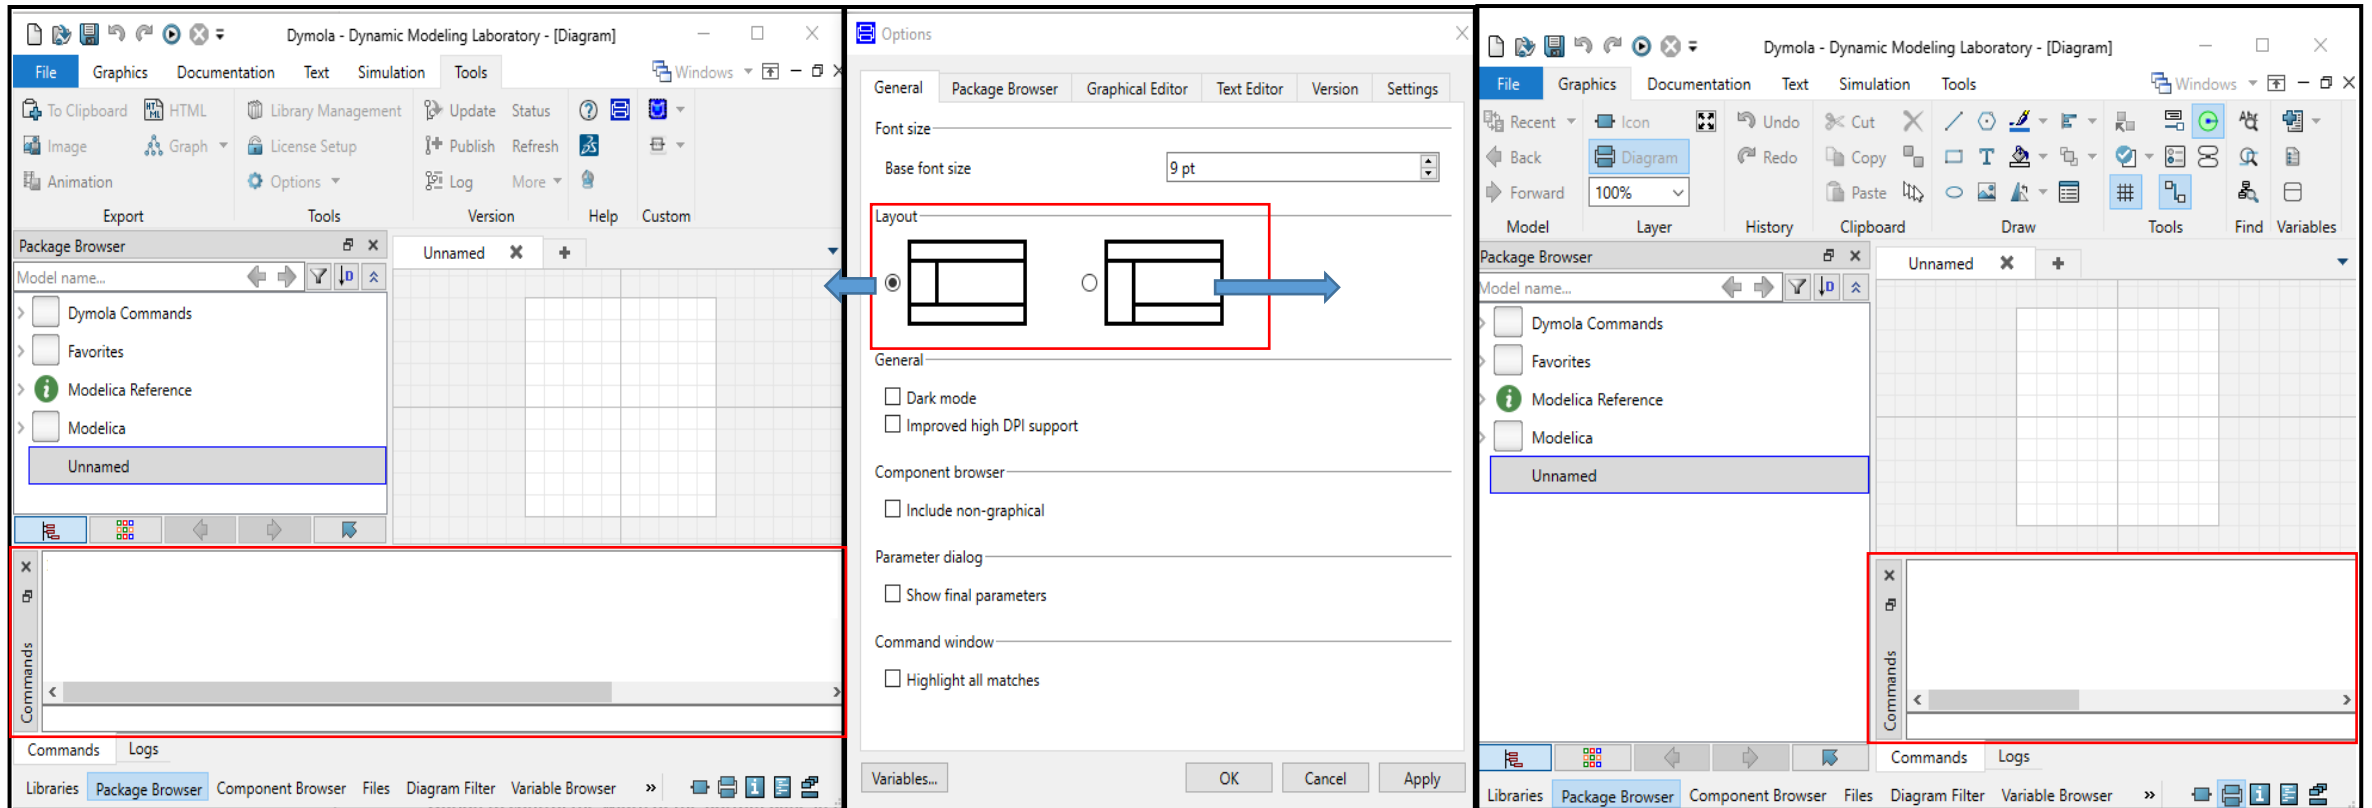 Dymola - Dynamic Modeling Laboratory - [Diagram]
File Graphics Documentation Text Simulation Tools Windows
To Clipboard HTML Library Management Update Status
Image Graph License Setup Publish Refresh
Animation Options Log More
Export Tools Version Help Custom
Package Browser
Unnamed
Model name...
Dymola Commands
Favorites
Modelica Reference
Modelica
Unnamed
Commands
Commands Logs
Libraries Package Browser Component Browser Files Diagram Filter Variable Browser »
Options
General Package Browser Graphical Editor Text Editor Version Settings
Font size
Base font size 9 pt
Layout
General
Dark mode
Improved high DPI support
Component browser
Include non-graphical
Parameter dialog
Show final parameters
Command window
Highlight all matches
Variables... OK Cancel Apply
Dymola - Dynamic Modeling Laboratory - [Diagram]
File Graphics Documentation Text Simulation Tools Windows
Recent Icon Undo Cut
Back Diagram Redo Copy
Forward 100% Paste
Model Layer History Clipboard Draw Tools Find Variables
Package Browser
Unnamed
Model name...
Dymola Commands
Favorites
Modelica Reference
Modelica
Unnamed
Commands
Commands Logs
Libraries Package Browser Component Browser Files Diagram Filter Variable Browser »